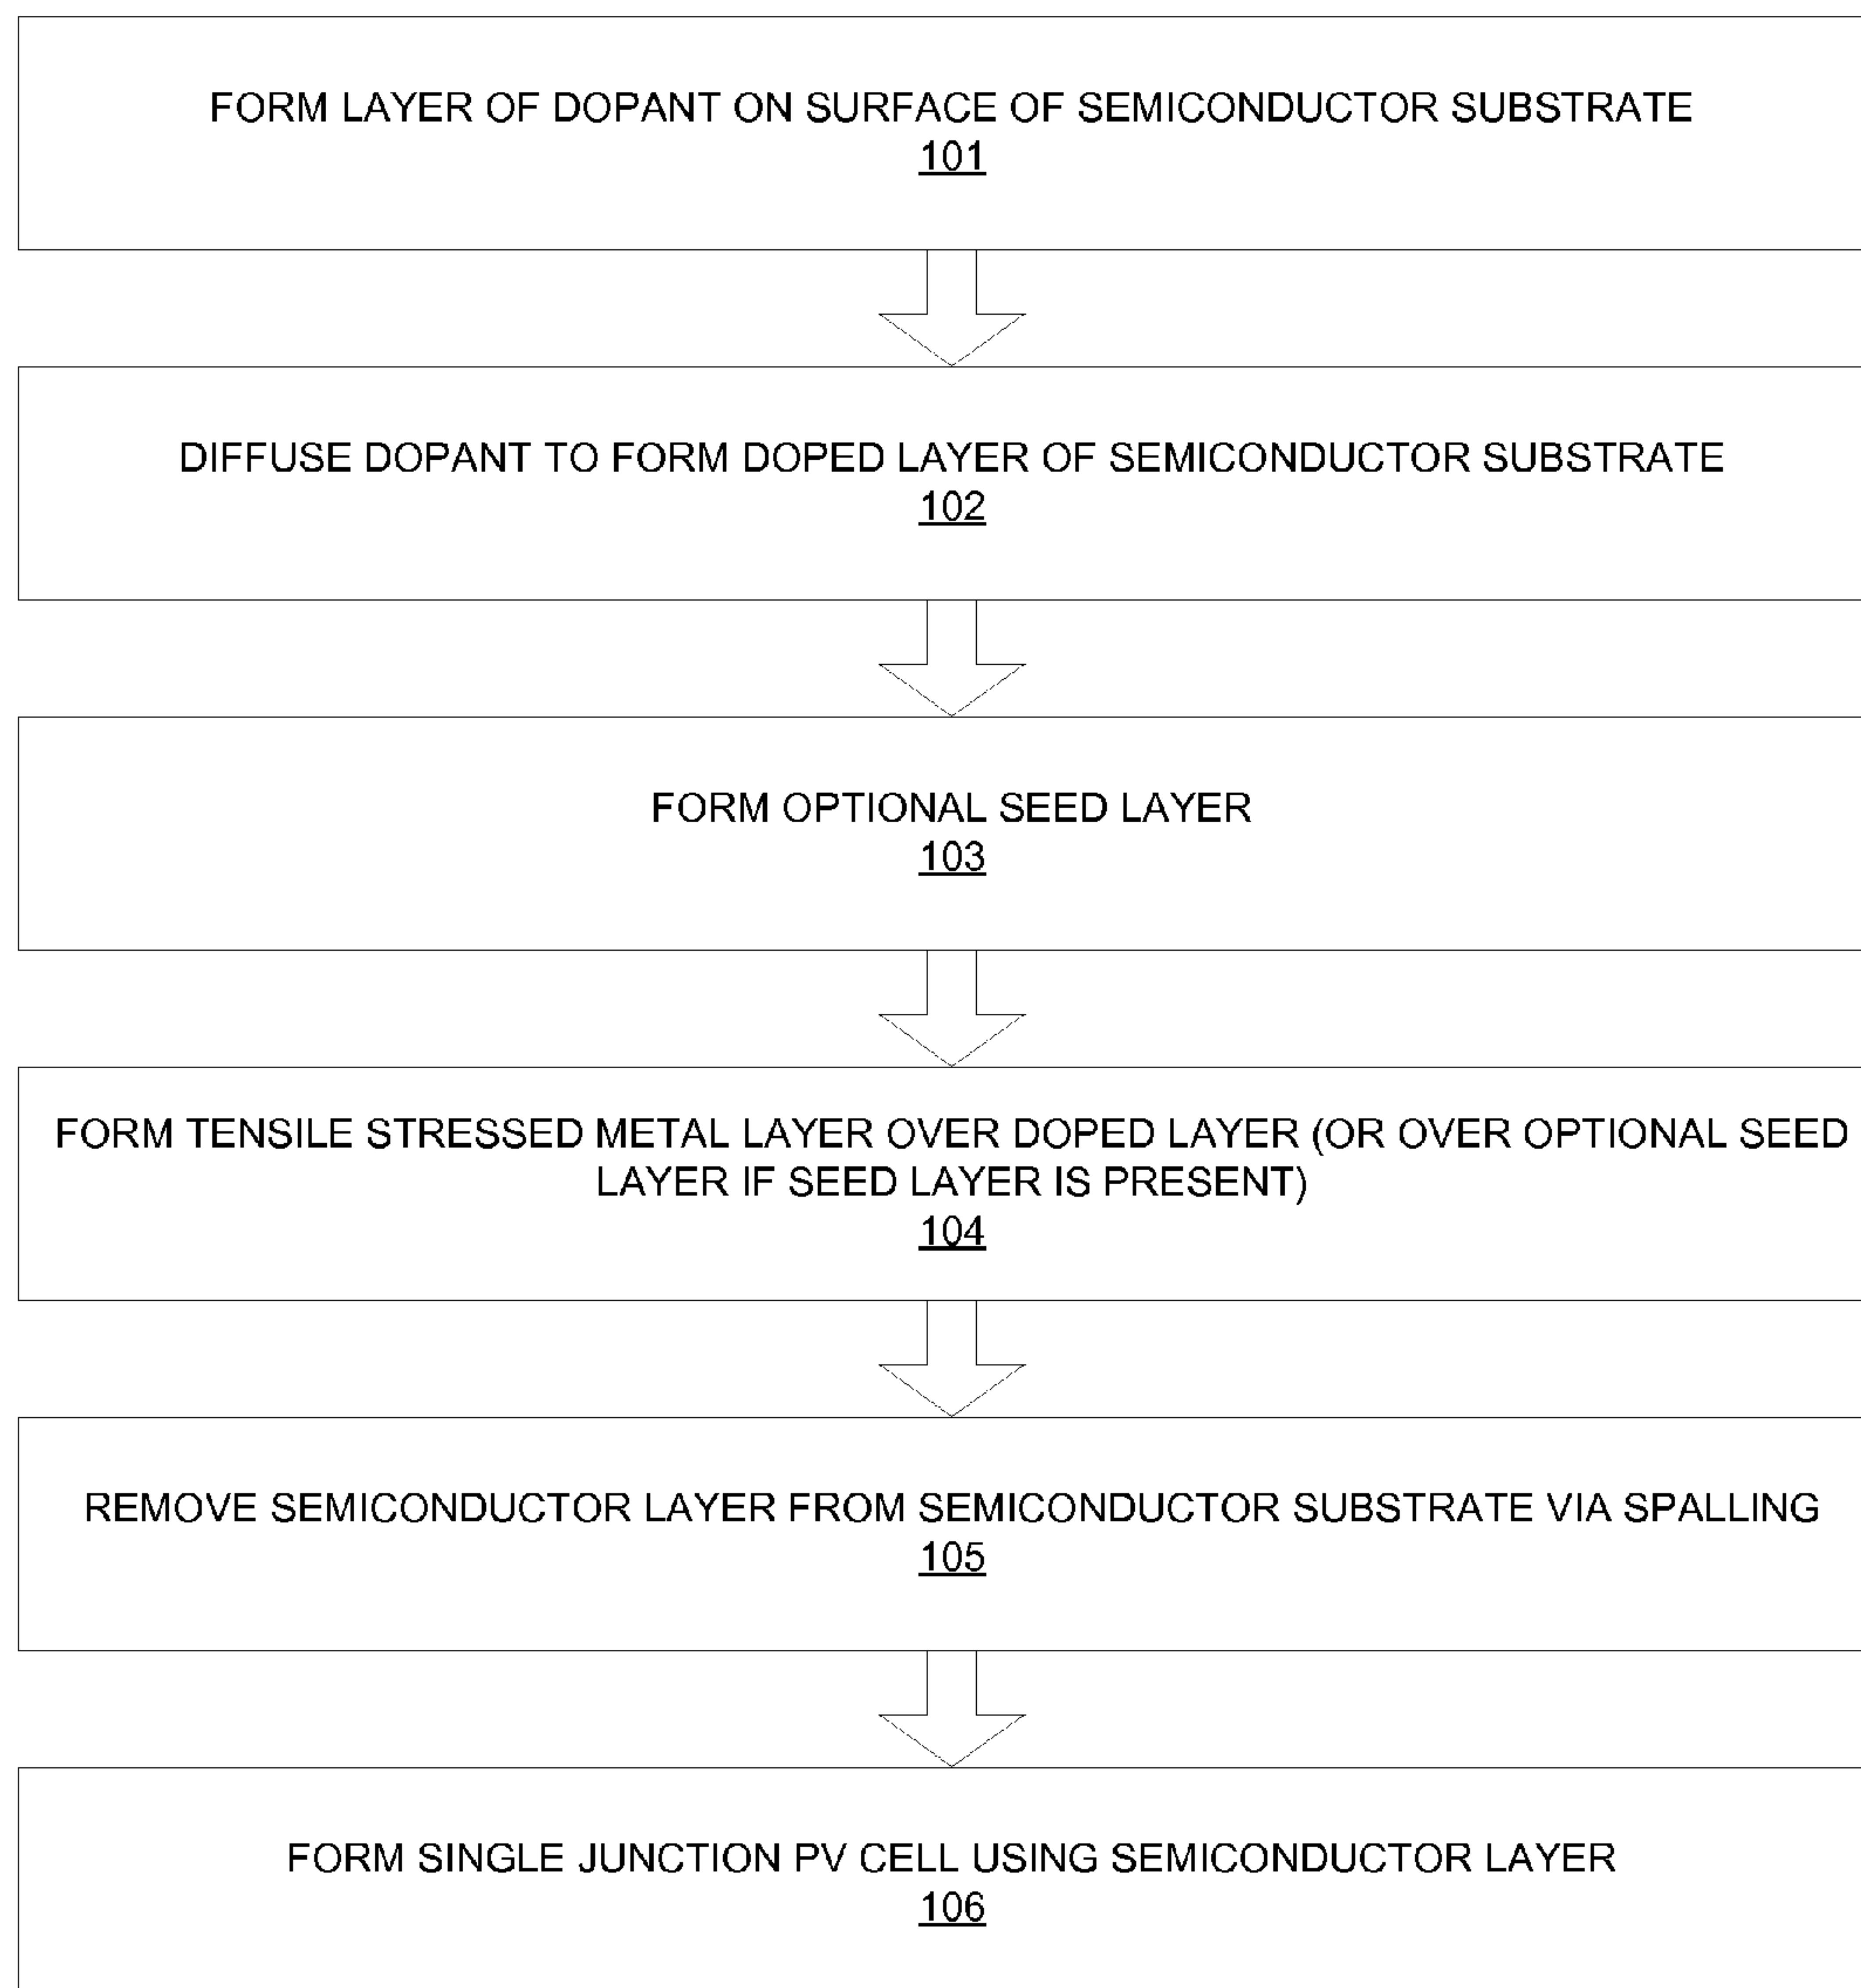 FORM LAYER OF DOPANT ON SURFACE OF SEMICONDUCTOR SUBSTRATE
101
DIFFUSE DOPANT TO FORM DOPED LAYER OF SEMICONDUCTOR SUBSTRATE
102
FORM OPTIONAL SEED LAYER
103
FORM TENSILE STRESSED METAL LAYER OVER DOPED LAYER (OR OVER OPTIONAL SEED
LAYER IF SEED LAYER IS PRESENT)
104
REMOVE SEMICONDUCTOR LAYER FROM SEMICONDUCTOR SUBSTRATE VIA SPALLING
105
FORM SINGLE JUNCTION PV CELL USING SEMICONDUCTOR LAYER
106